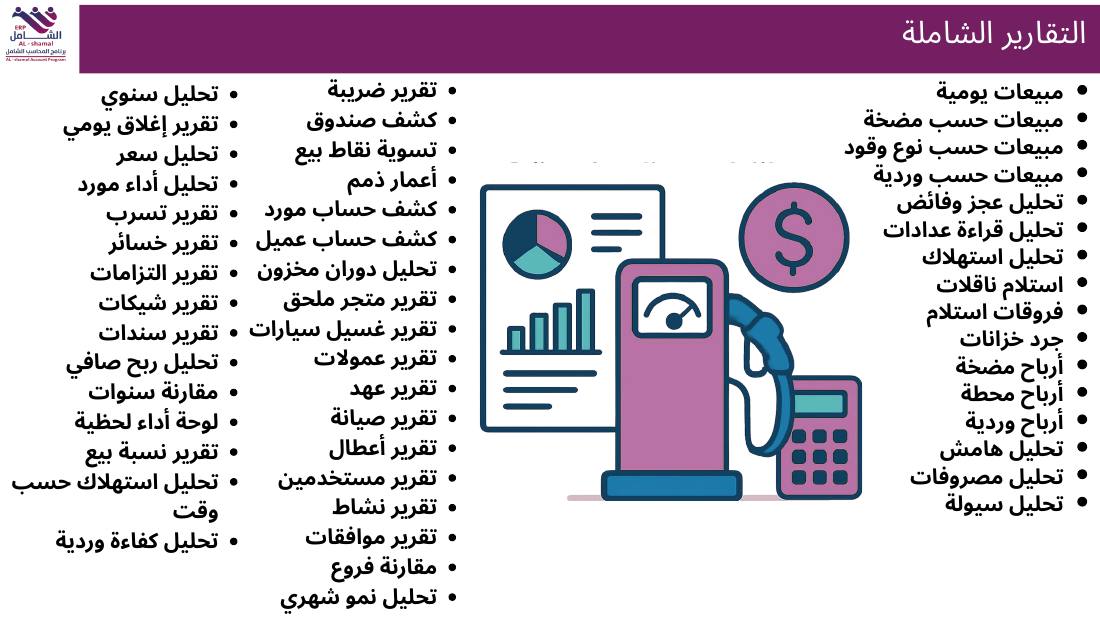 التقارير الشاملة
ERP
الشامل
AL - shamal
برنامج المحاسب الشامل
AL - shamel Account Program
• مبيعات يومية
• مبيعات حسب مضخة
• مبيعات حسب نوع وقود
• مبيعات حسب وردية
• تحليل عجز وفائض
• تحليل قراءة عدادات
• تحليل استهلاك
• استلام ناقلات
• فروقات استلام
• جرد خزانات
• أرباح مضخة
• أرباح محطة
• أرباح وردية
• تحليل هامش
• تحليل مصروفات
• تحليل سيولة
$
• تقرير ضريبة
• كشف صندوق
• تسوية نقاط بيع
• أعمار ذمم
• كشف حساب مورد
• كشف حساب عميل
• تحليل دوران مخزون
• تقرير متجر ملحق
• تقرير غسيل سيارات
• تقرير عمولات
• تقرير عهد
• تقرير صيانة
• تقرير أعطال
• تقرير مستخدمين
• تقرير نشاط
• تقرير موافقات
• مقارنة فروع
• تحليل نمو شهري
• تحليل سنوي
• تقرير إغلاق يومي
• تحليل سعر
• تحليل أداء مورد
• تقرير تسرب
• تقرير خسائر
• تقرير التزامات
• تقرير شيكات
• تقرير سندات
• تحليل ربح صافي
• مقارنة سنوات
• لوحة أداء لحظية
• تقرير نسبة بيع
• تحليل استهلاك حسب
وقت
• تحليل كفاءة وردية